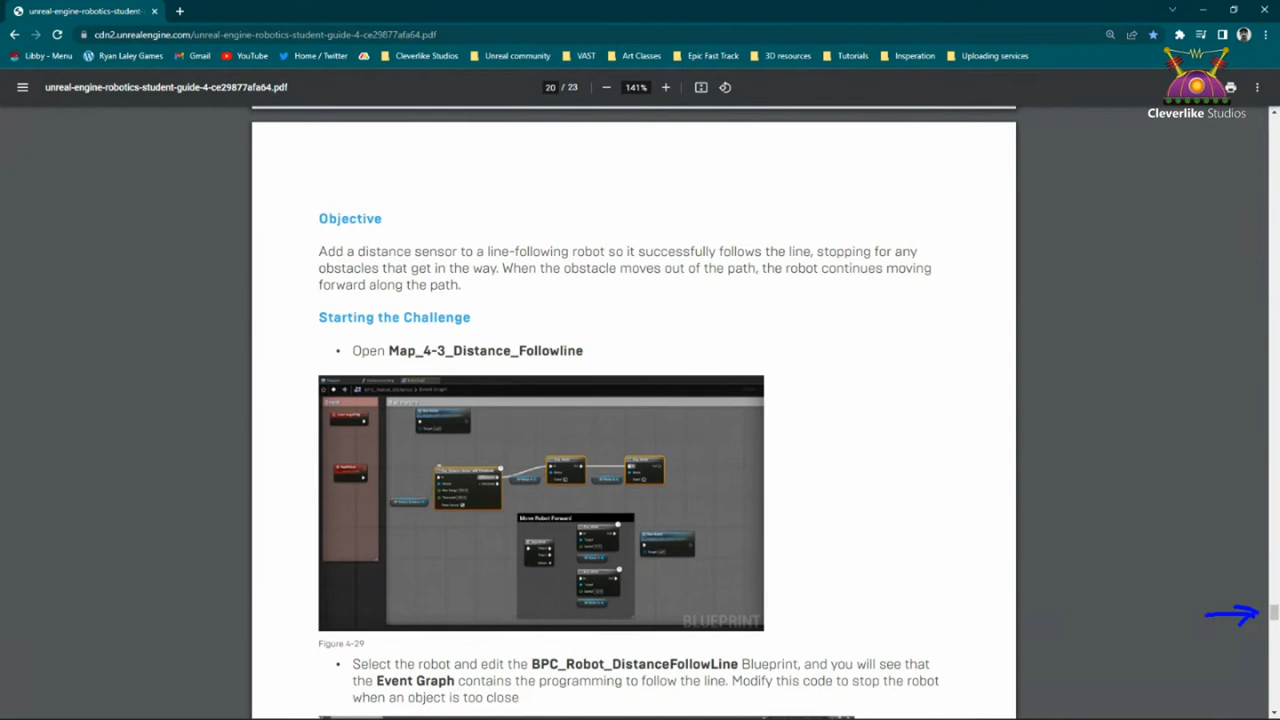 unreal-engine-robotics-student-
cdn2.unrealengine.com/unreal-engine-robotics-student-guide-4-ce29877afa64.pdf
Libby - Menu
Ryan Laley Games
Gmail
YouTube
Home / Twitter
Cleverlike Studios
Unreal community
VAST
Art Classes
Epic Fast Track
3D resources
Tutorials
Insperation
Uploading services
unreal-engine-robotics-student-guide-4-ce29877afa64.pdf
20 / 23
141%
Cleverlike Studios
Objective
Add a distance sensor to a line-following robot so it successfully follows the line, stopping for any
obstacles that get in the way. When the obstacle moves out of the path, the robot continues moving
forward along the path.
Starting the Challenge
• Open Map_4-3_Distance_Followline
Move Robot Forward
BLUEPRINT
Figure 4-29
• Select the robot and edit the BPC_Robot_DistanceFollowLine Blueprint, and you will see that
the Event Graph contains the programming to follow the line. Modify this code to stop the robot
when an object is too close